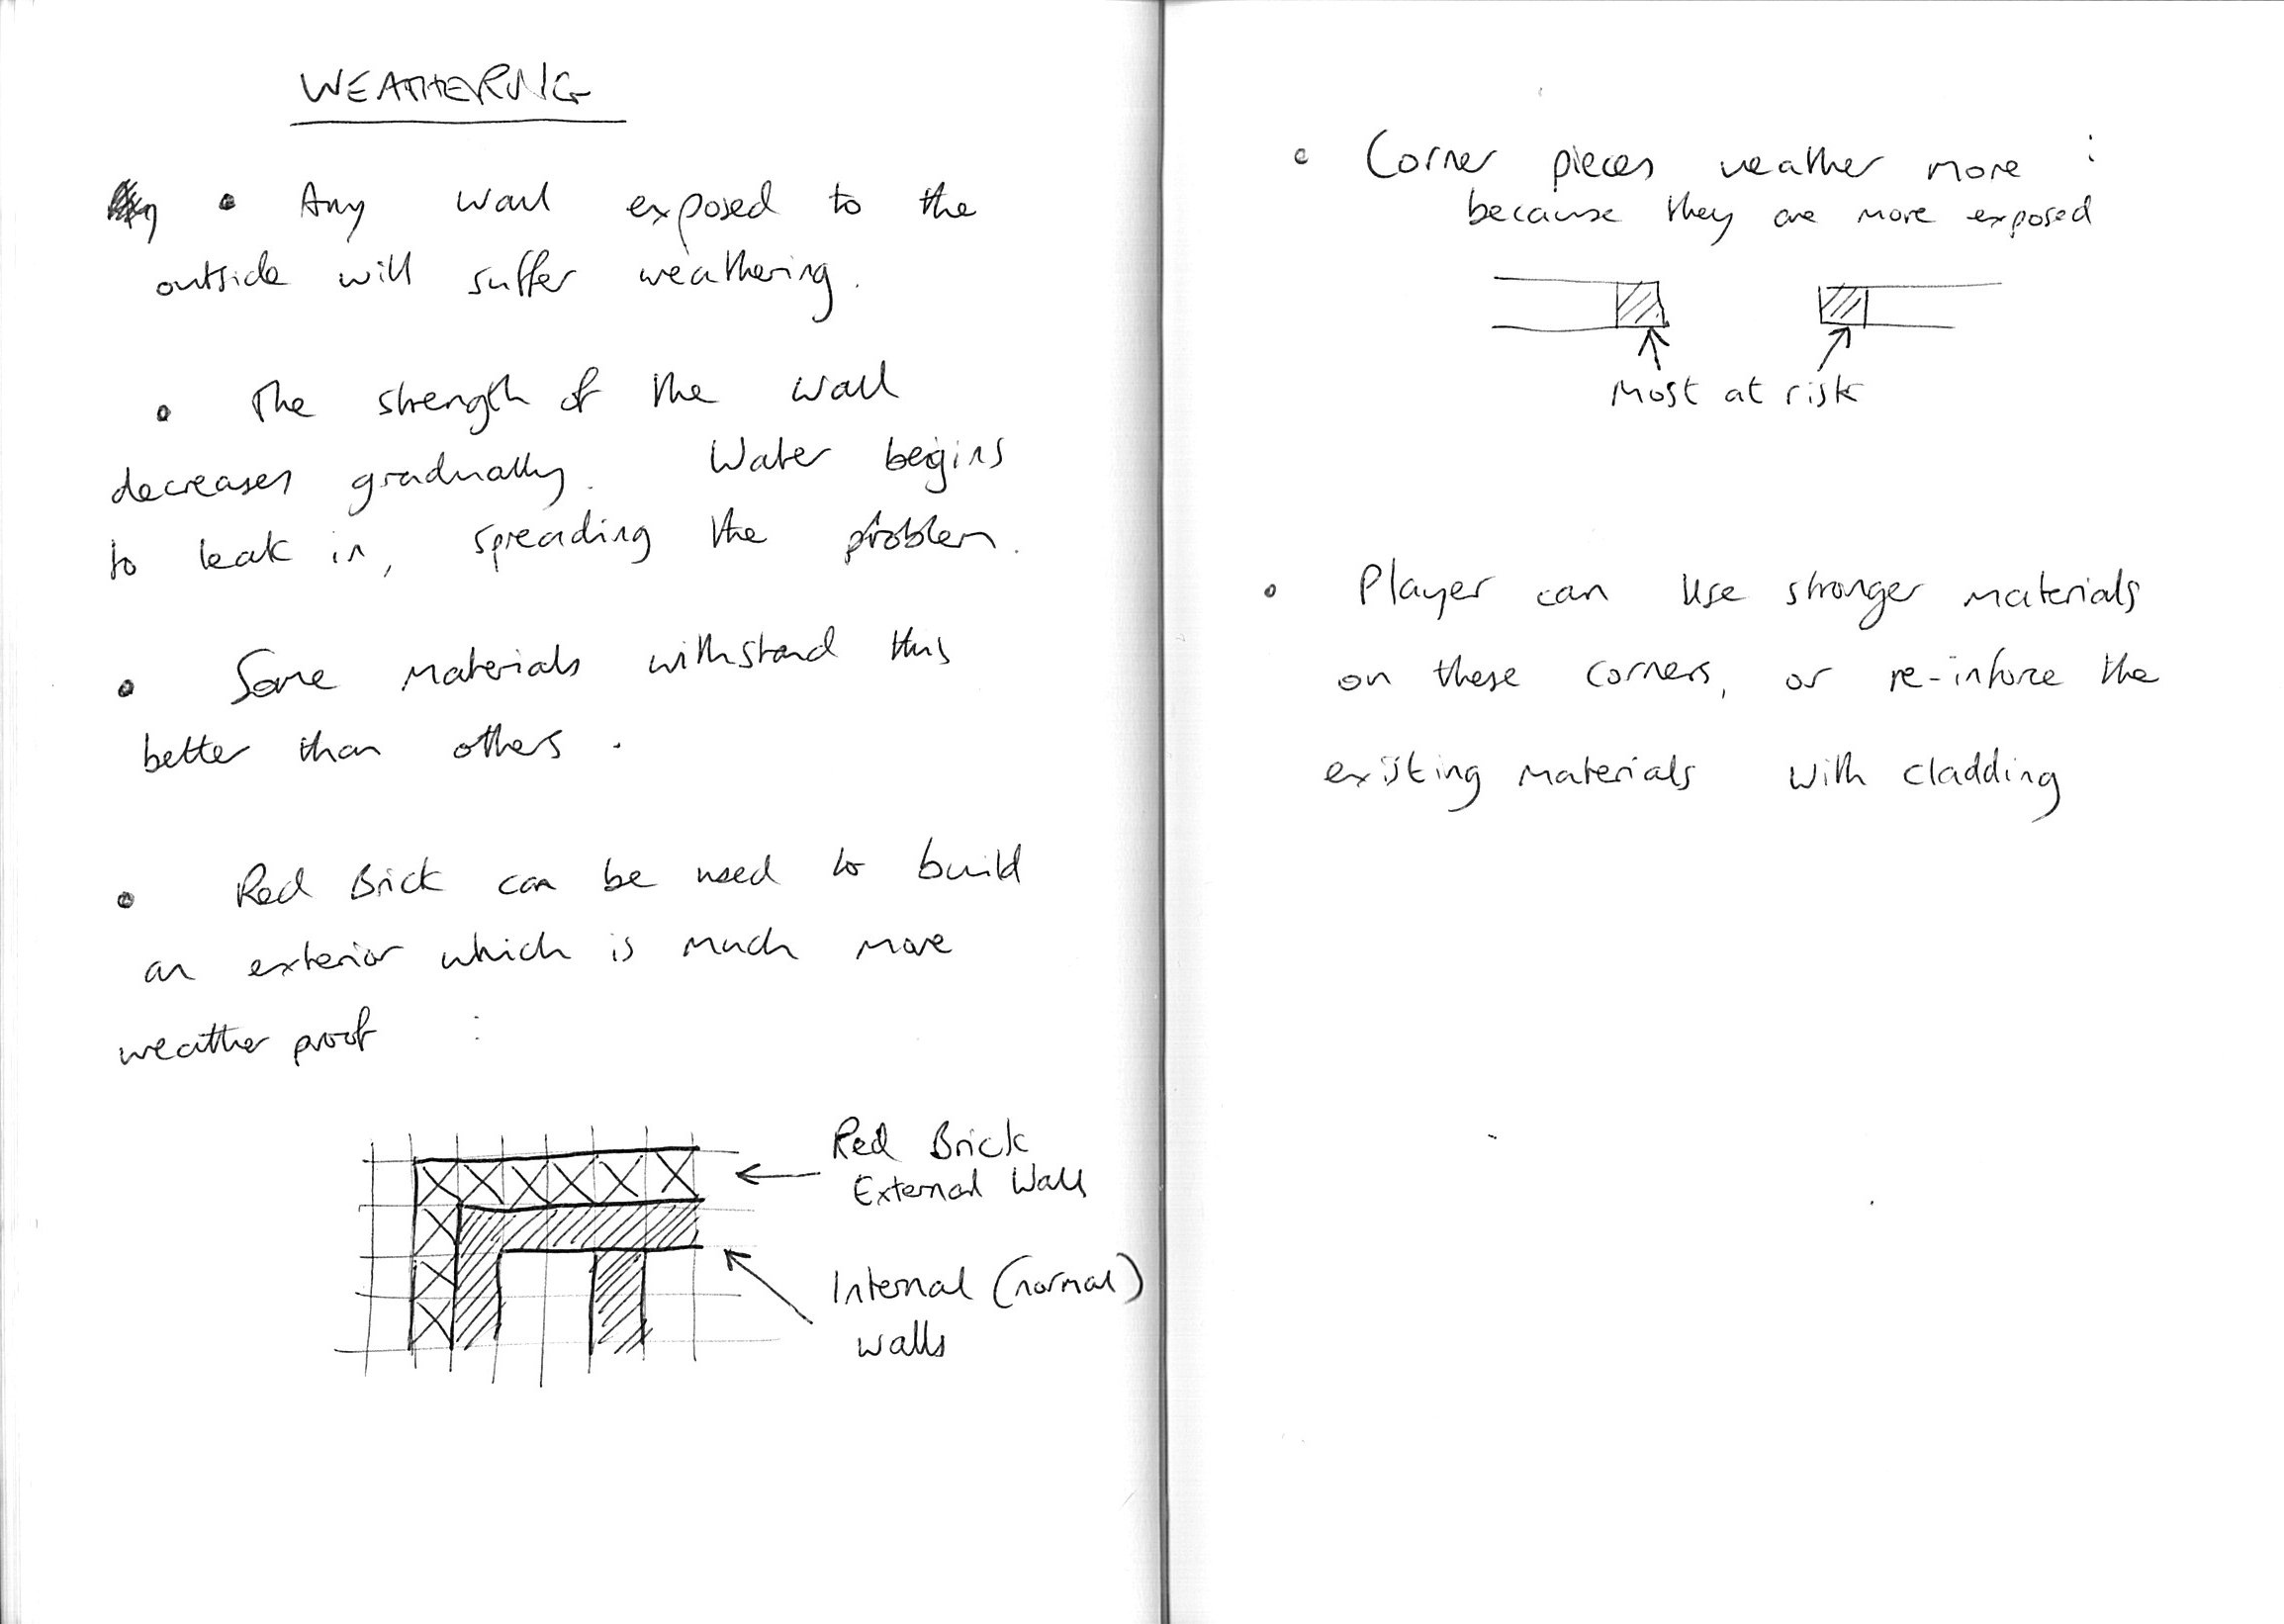 WEATHERING
• Any wall exposed to the
outside will suffer weathering.
• The strength of the wall
decreases gradually. Water begins
to leak in, spreading the problem.
• Some materials withstand this
better than others.
• Red Brick can be used to build
an exterior which is much more
weather proof :
Red Brick
External Walls
Internal (normal)
walls
• Corner pieces weather more :
because they are more exposed
Most at risk
• Player can use stronger materials
on these corners, or re-inforce the
existing materials with cladding